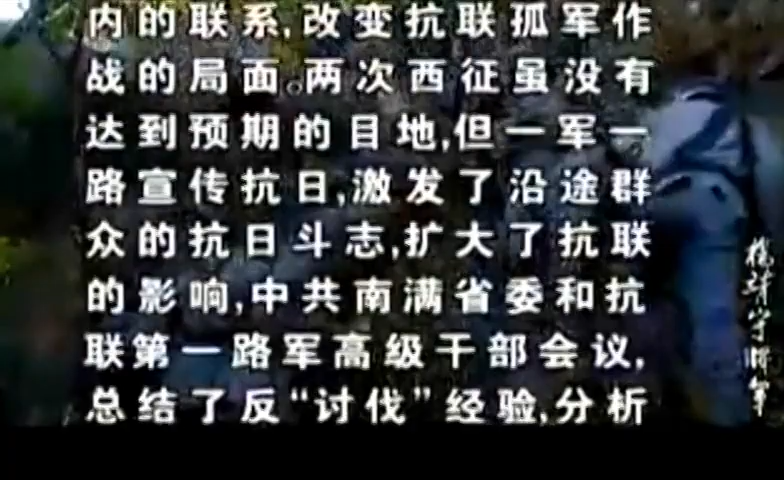 内的联系,改变抗联孤军作
战的局面。两次西征虽没有
达到预期的目地,但一军一
路宣传抗日,激发了沿途群
众的抗日斗志,扩大了抗联
的影响,中共南满省委和抗
联第一路军高级干部会议,
总结了反“讨伐”经验,分析
杨靖宇将军